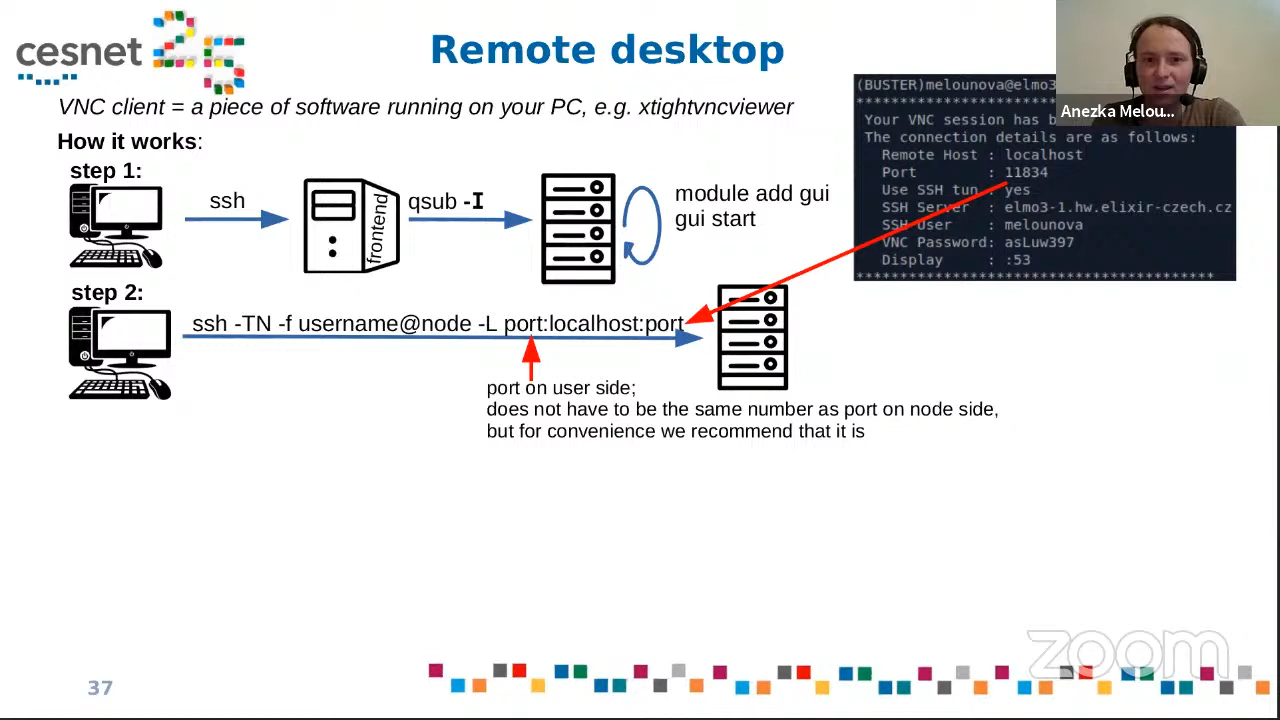 cesnet
25
Remote desktop
VNC client = a piece of software running on your PC, e.g. xtightvncviewer
How it works:
step 1:
ssh
frontend
qsub -I
module add gui
gui start
step 2:
ssh -TN -f username@node -L port:localhost:port
port on user side;
does not have to be the same number as port on node side,
but for convenience we recommend that it is
(BUSTER)melounova@elmo3
Your VNC session has b
The connection details are as follows:
Remote Host : localhost
Port : 11834
Use SSH tun : yes
SSH Server : elmo3-1.hw.elixir-czech.cz
SSH User : melounova
VNC Password: asLuw397
Display : :53
****************************************
Anezka Melou...
37
zoom